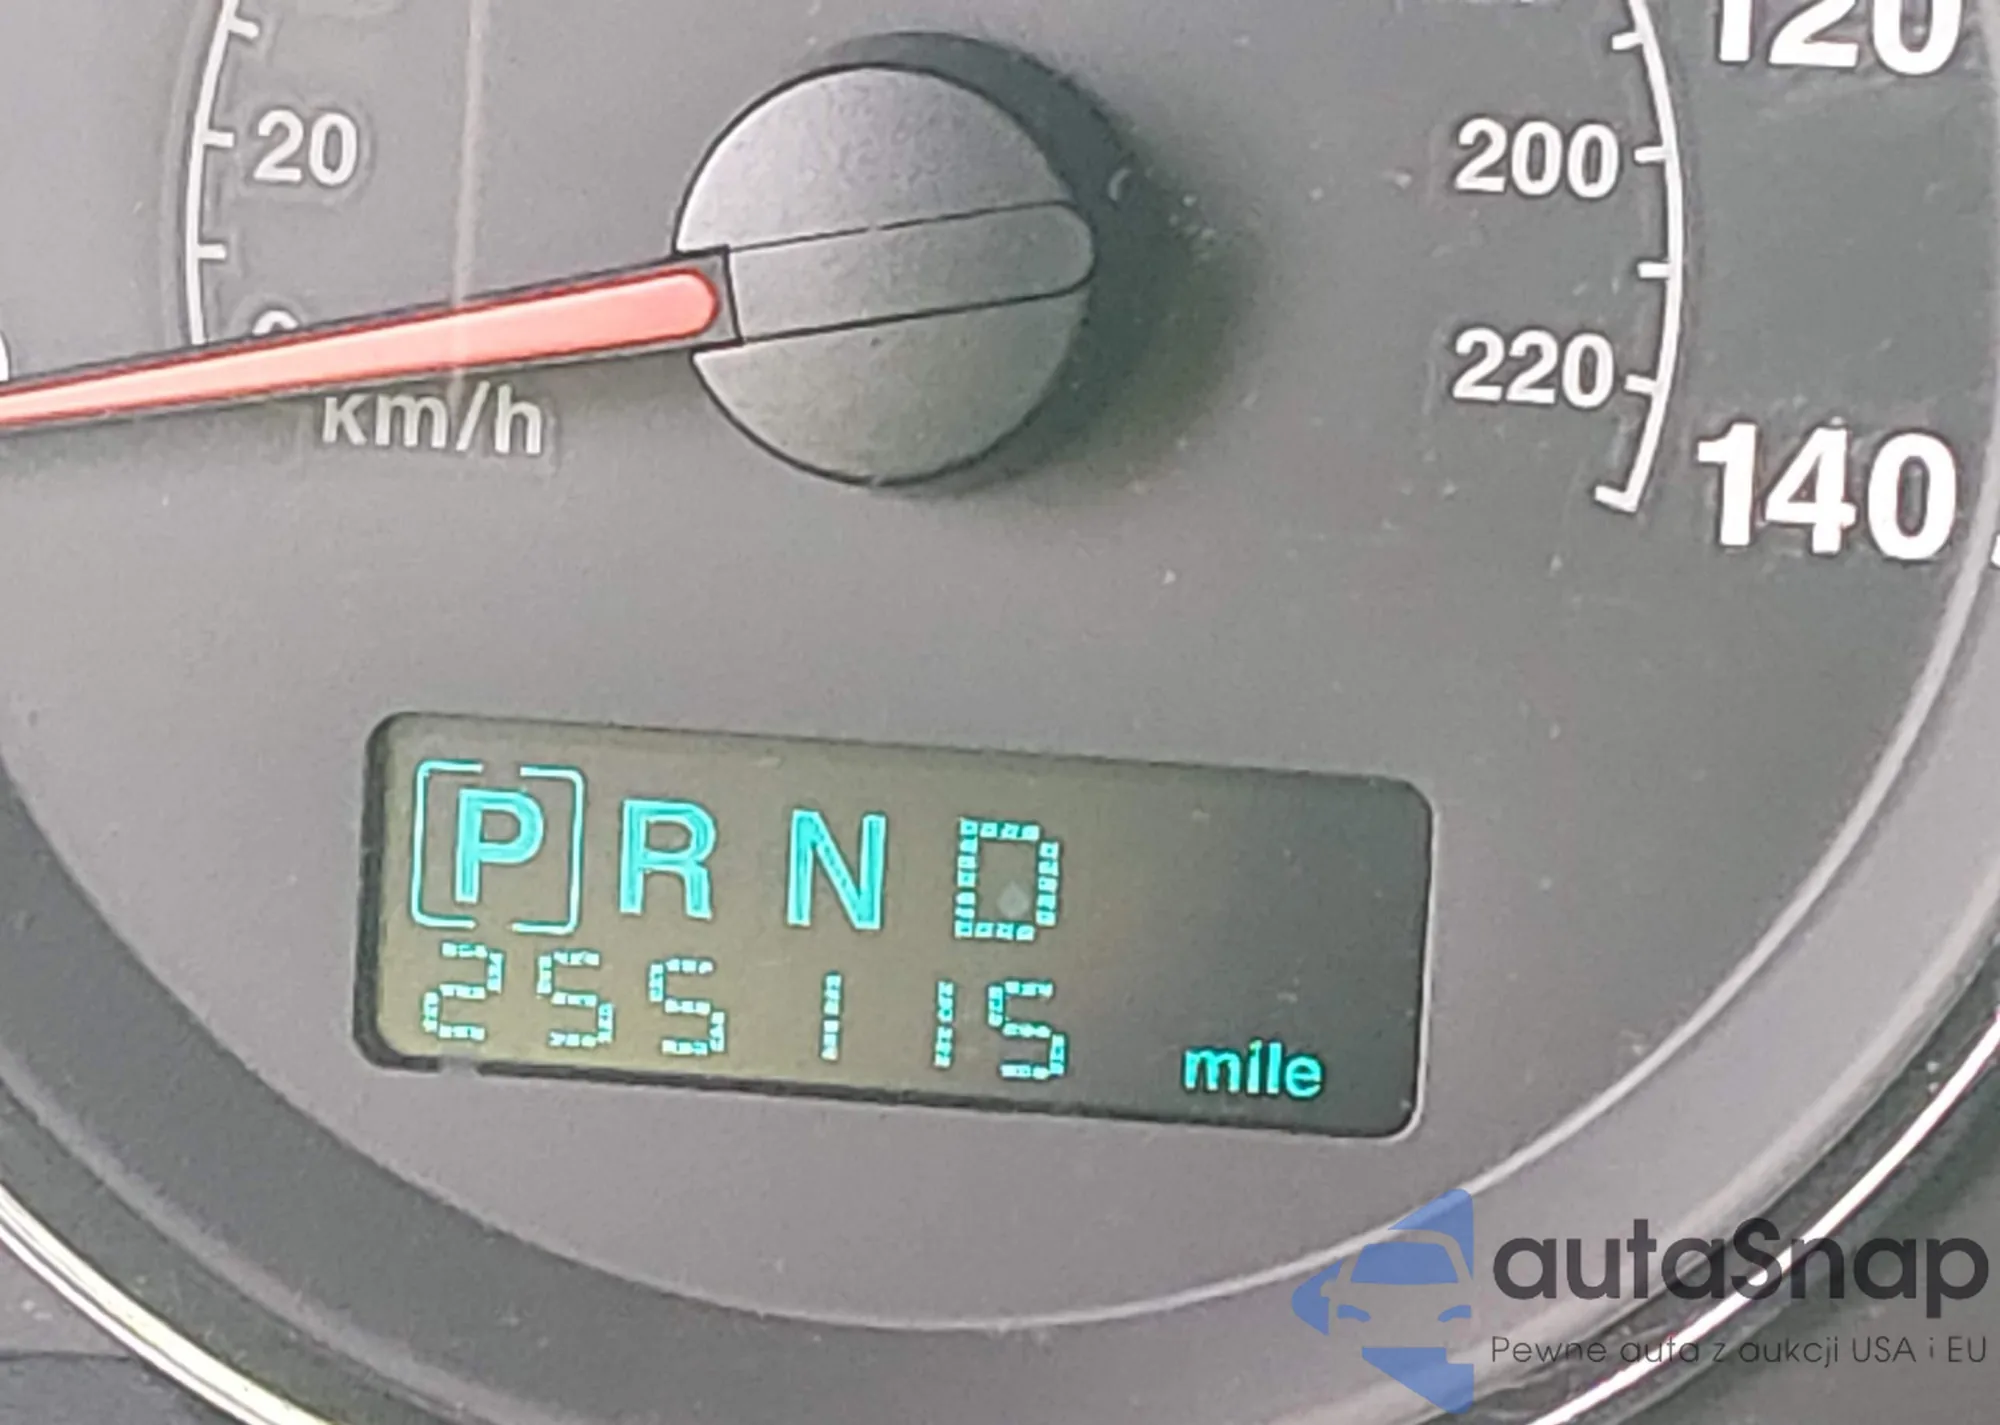 120
20
200
220
km/h
140
P R N D
255115 mile
autaSnap
Pewne auta z aukcji USA i EU